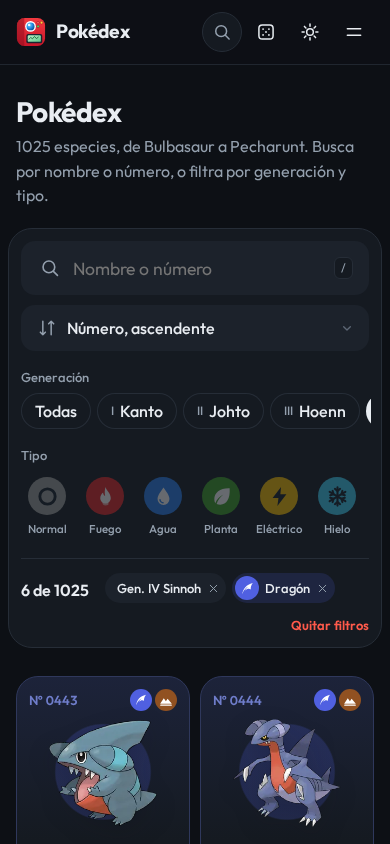 Pokédex
Pokédex
1025 especies, de Bulbasaur a Pecharunt. Busca
por nombre o número, o filtra por generación y
tipo.
Nombre o número /
Número, ascendente
Generación
Todas I Kanto II Johto III Hoenn
Tipo
Normal Fuego Agua Planta Eléctrico Hielo
6 de 1025 Gen. IV Sinnoh × Dragón ×
Quitar filtros
Nº 0443 Nº 0444